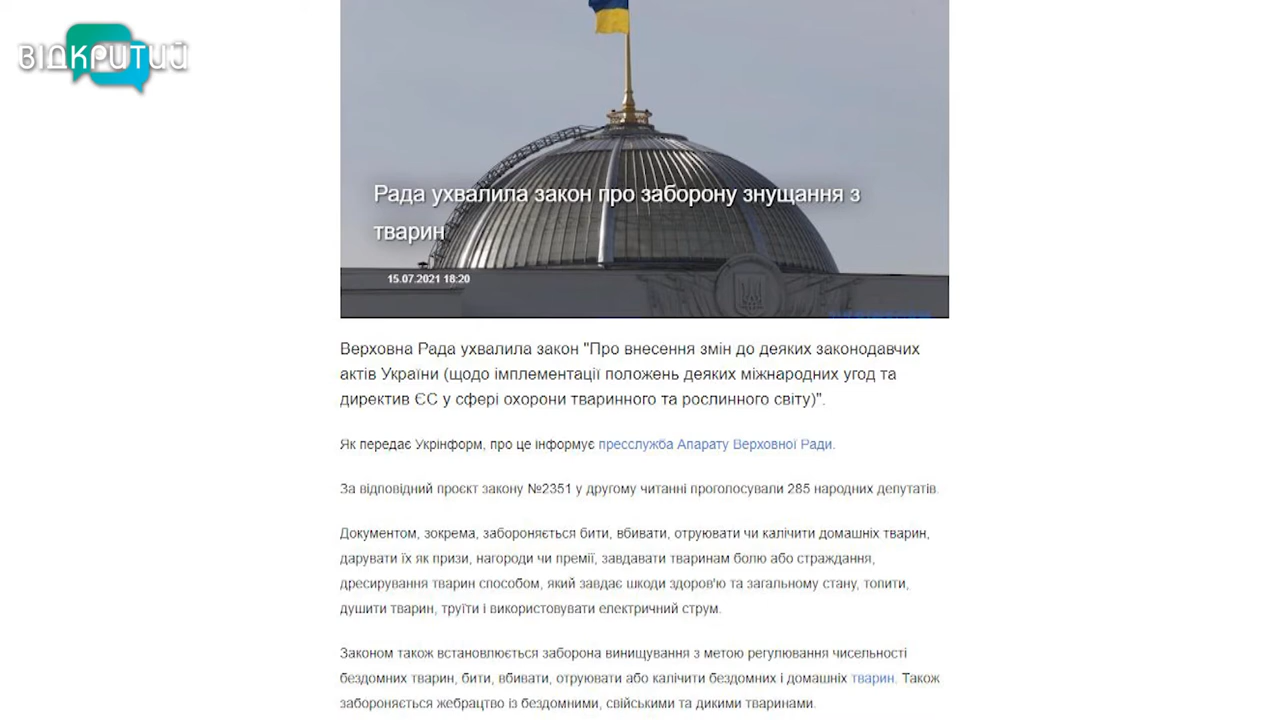 ВІДКРИТИЙ
Рада ухвалила закон про заборону знущання з
тварин
15.07.2021 18:20
Верховна Рада ухвалила закон "Про внесення змін до деяких законодавчих
актів України (щодо імплементації положень деяких міжнародних угод та
директив ЄС у сфері охорони тваринного та рослинного світу)".
Як передає Укрінформ, про це інформує пресслужба Апарату Верховної Ради.
За відповідний проєкт закону №2351 у другому читанні проголосували 285 народних депутатів.
Документом, зокрема, забороняється бити, вбивати, отруювати чи калічити домашніх тварин,
дарувати їх як призи, нагороди чи премії, завдавати тваринам болю або страждання,
дресирування тварин способом, який завдає шкоди здоров'ю та загальному стану, топити,
душити тварин, труїти і використовувати електричний струм.
Законом також встановлюється заборона винищування з метою регулювання чисельності
бездомних тварин, бити, вбивати, отруювати або калічити бездомних і домашніх тварин. Також
забороняється жебрацтво із бездомними, свійськими та дикими тваринами.